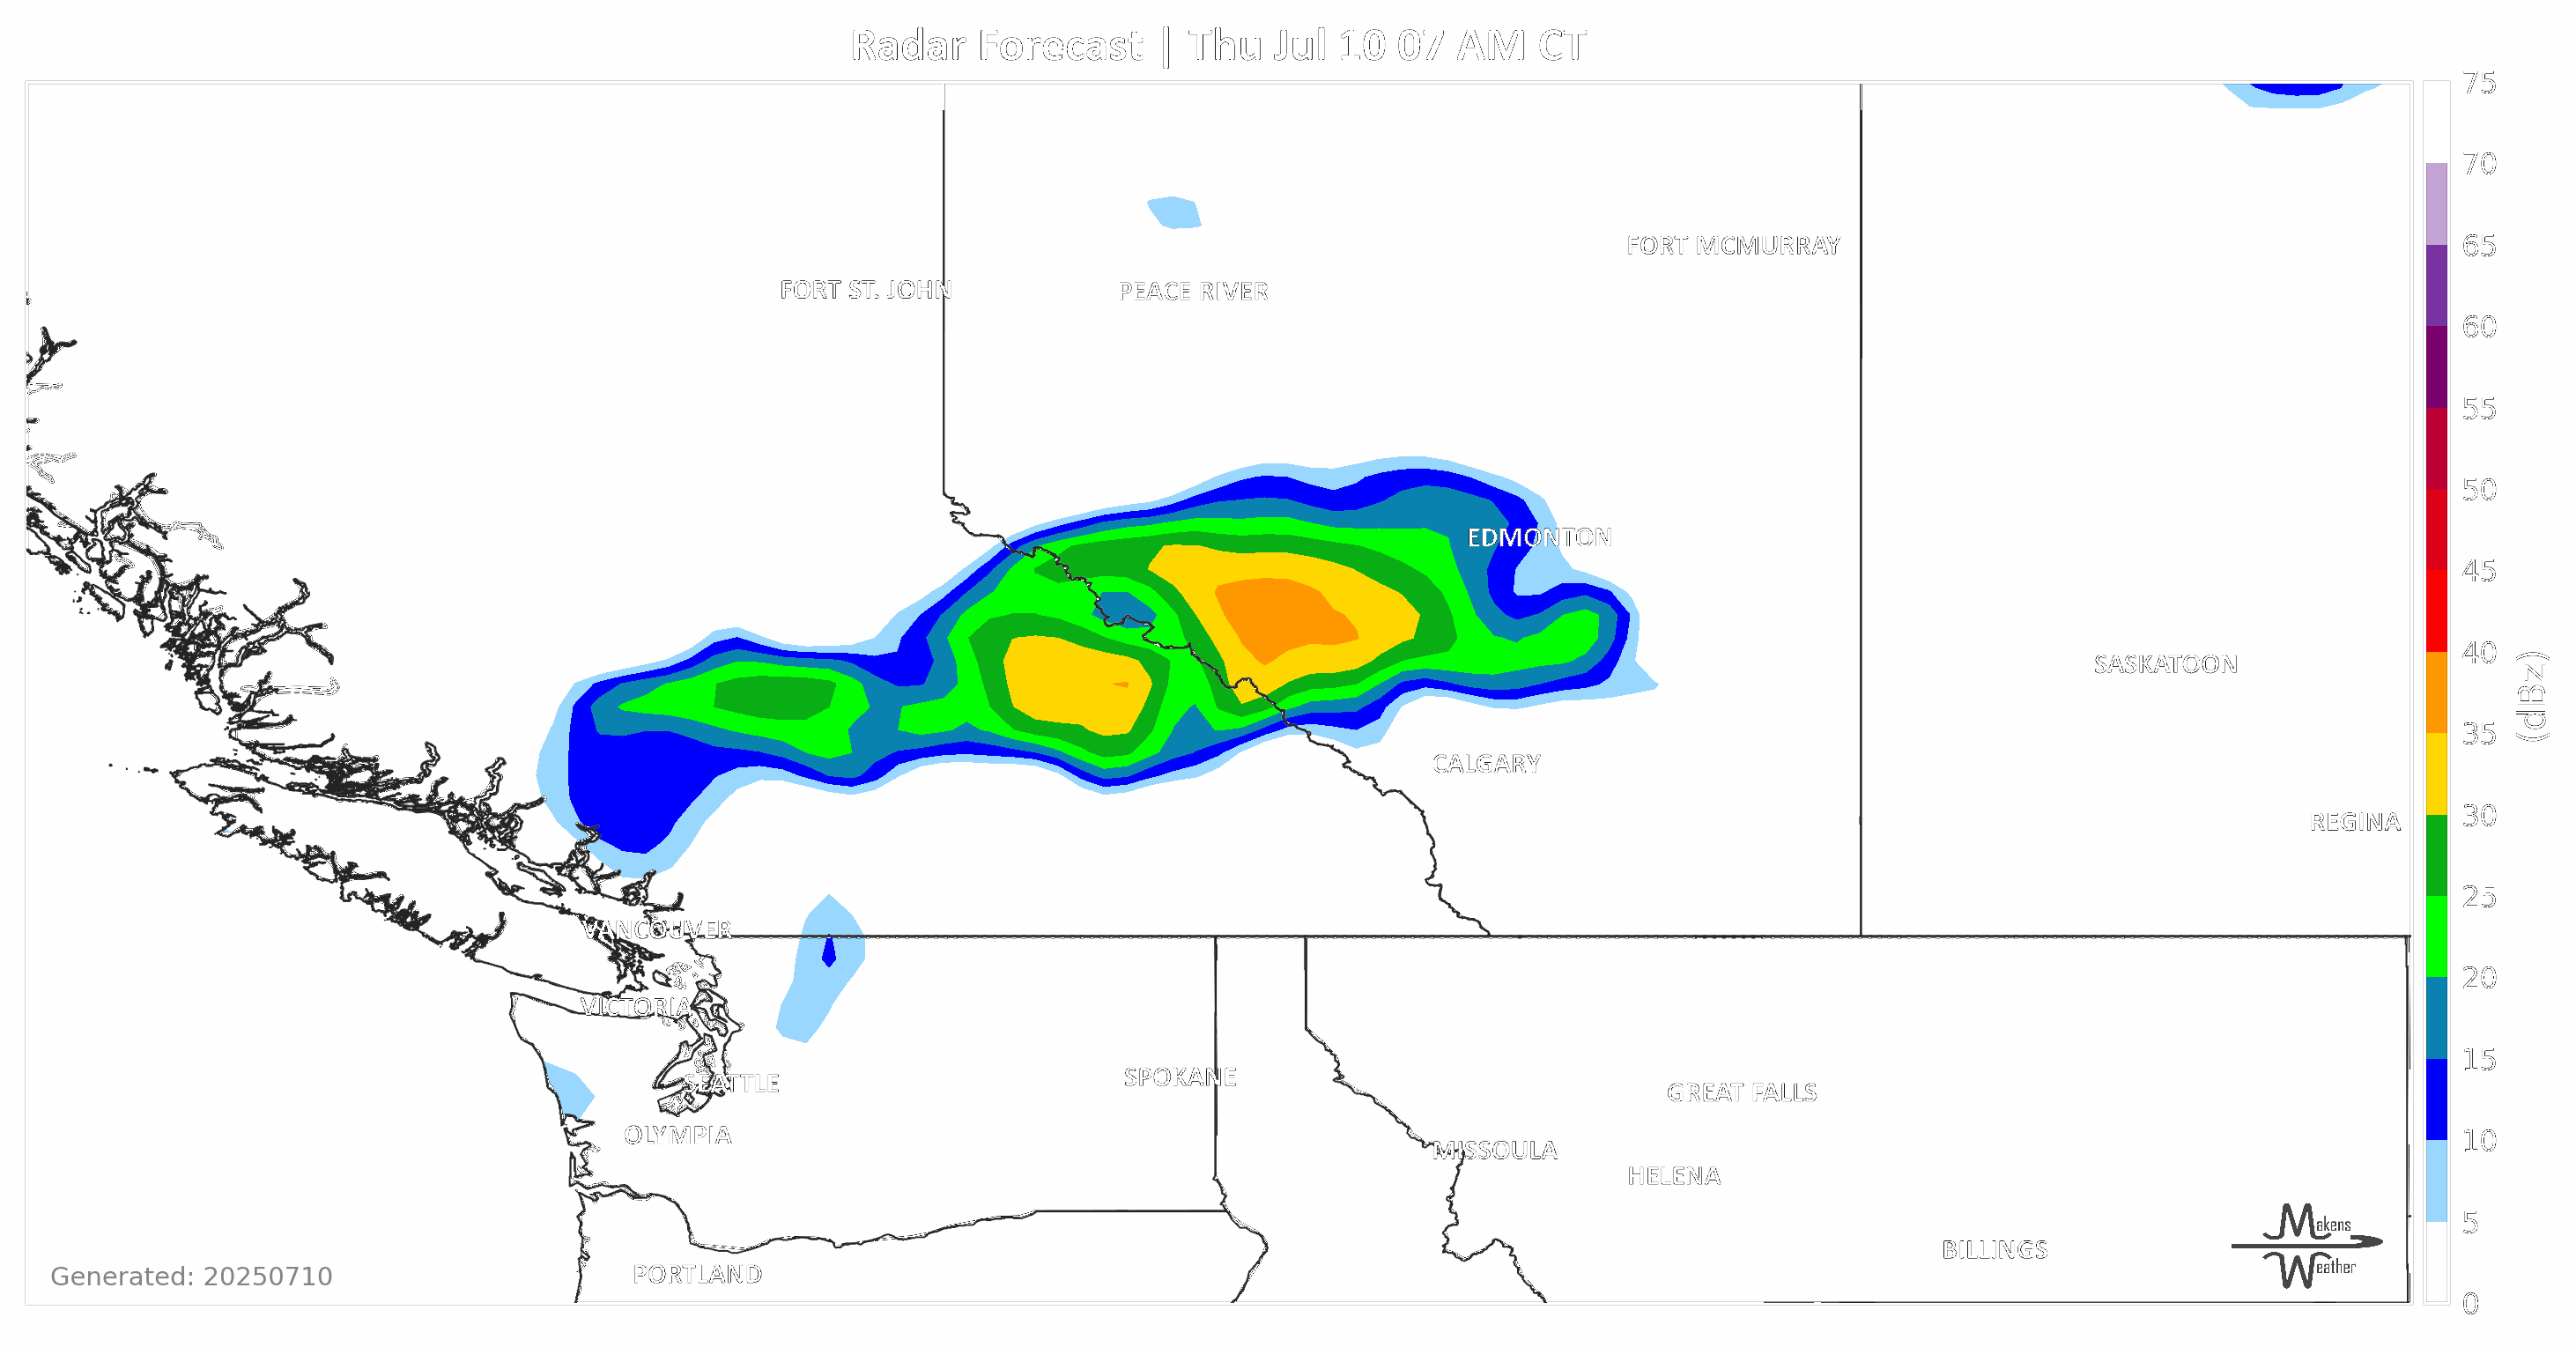 Radar Forecast | Thu Jul 10 07 AM CT
75
70
65
60
55
50
45
40
35
30
25
20
15
10
5
0
(dBz)
FORT MCMURRAY
FORT ST. JOHN
PEACE RIVER
EDMONTON
SASKATOON
CALGARY
REGINA
VANCOUVER
VICTORIA
SEATTLE
SPOKANE
GREAT FALLS
OLYMPIA
MISSOULA
HELENA
BILLINGS
PORTLAND
Makens
Weather
Generated: 20250710